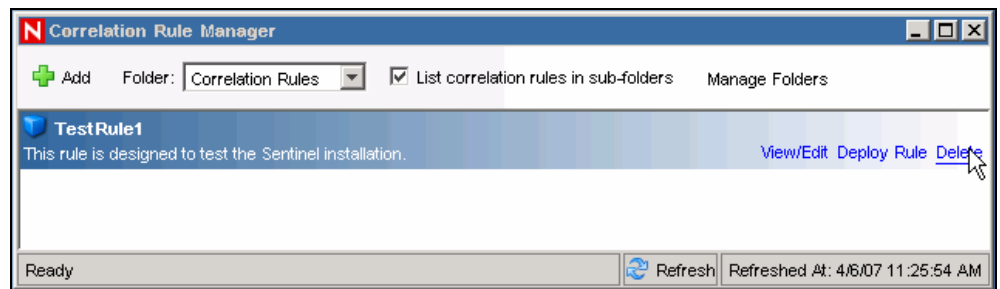 N Correlation Rule Manager
Add Folder: Correlation Rules List correlation rules in sub-folders Manage Folders
TestRule1
This rule is designed to test the Sentinel installation. View/Edit Deploy Rule Delete
Ready Refresh Refreshed At: 4/6/07 11:25:54 AM